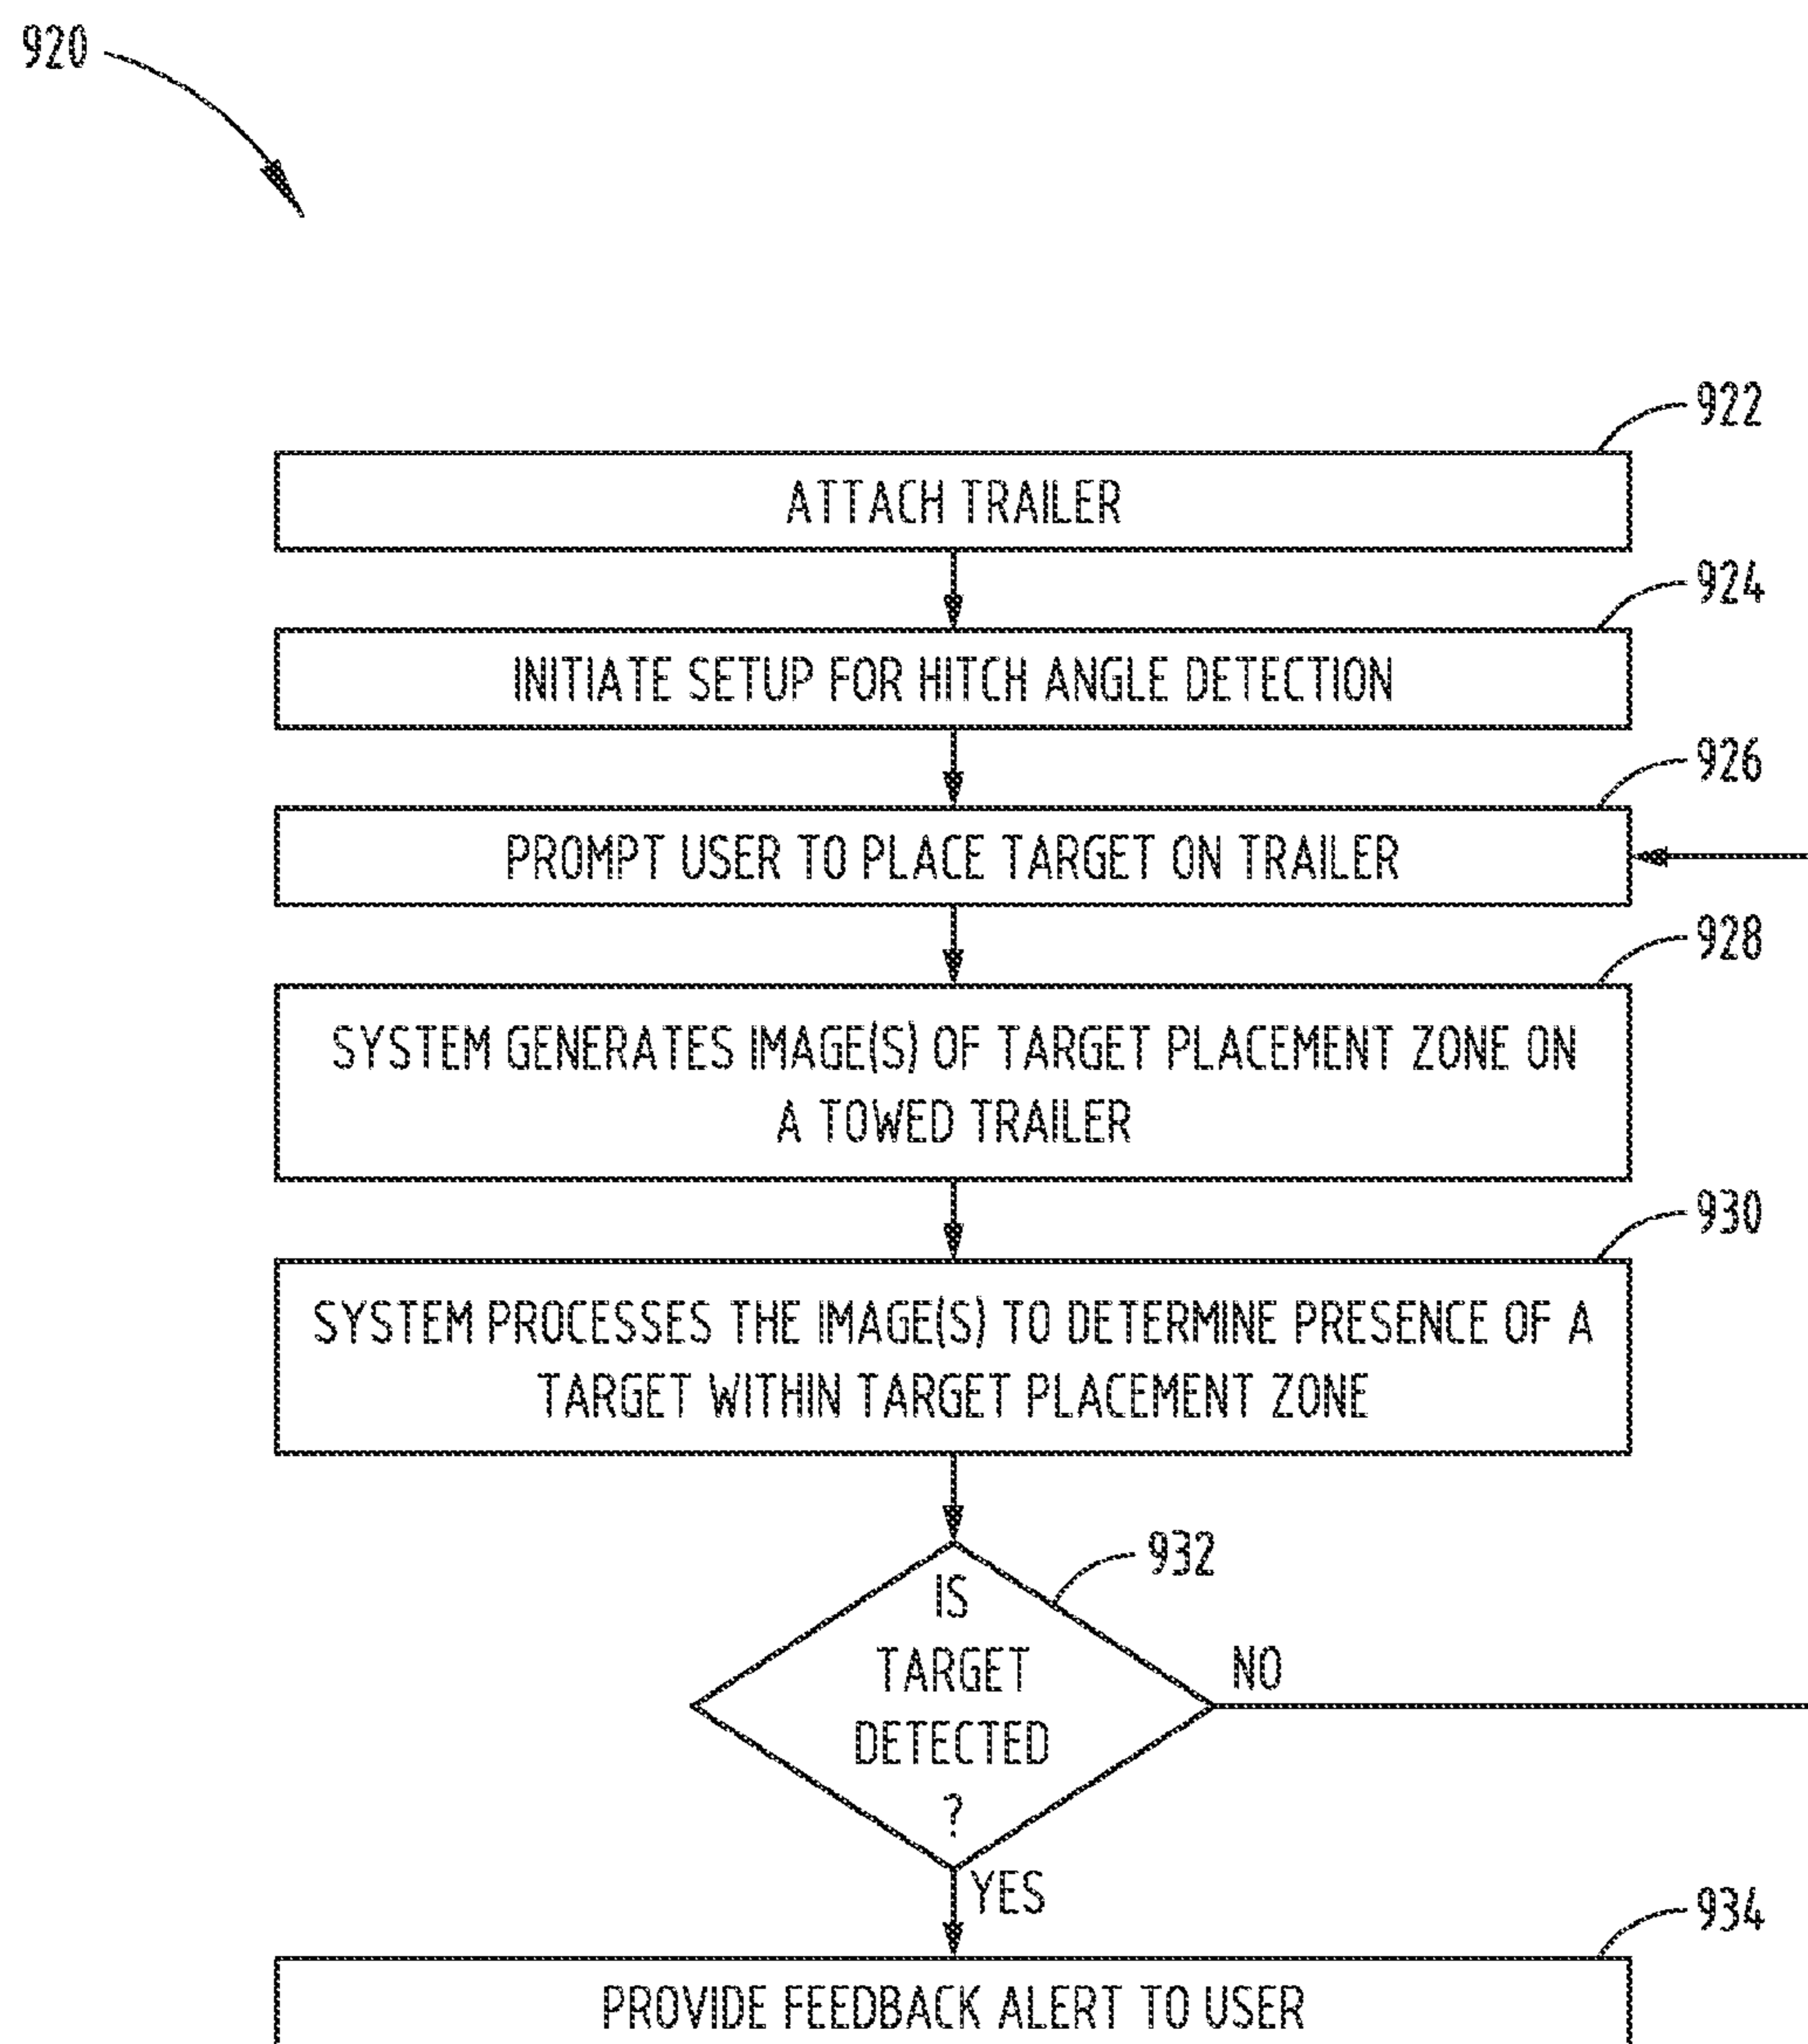 920
922
ATTACH TRAILER
924
INITIATE SETUP FOR HITCH ANGLE DETECTION
926
PROMPT USER TO PLACE TARGET ON TRAILER
928
SYSTEM GENERATES IMAGE(S) OF TARGET PLACEMENT ZONE ON
A TOWED TRAILER
930
SYSTEM PROCESSES THE IMAGE(S) TO DETERMINE PRESENCE OF A
TARGET WITHIN TARGET PLACEMENT ZONE
932
IS
TARGET
DETECTED
?
NO
YES
934
PROVIDE FEEDBACK ALERT TO USER